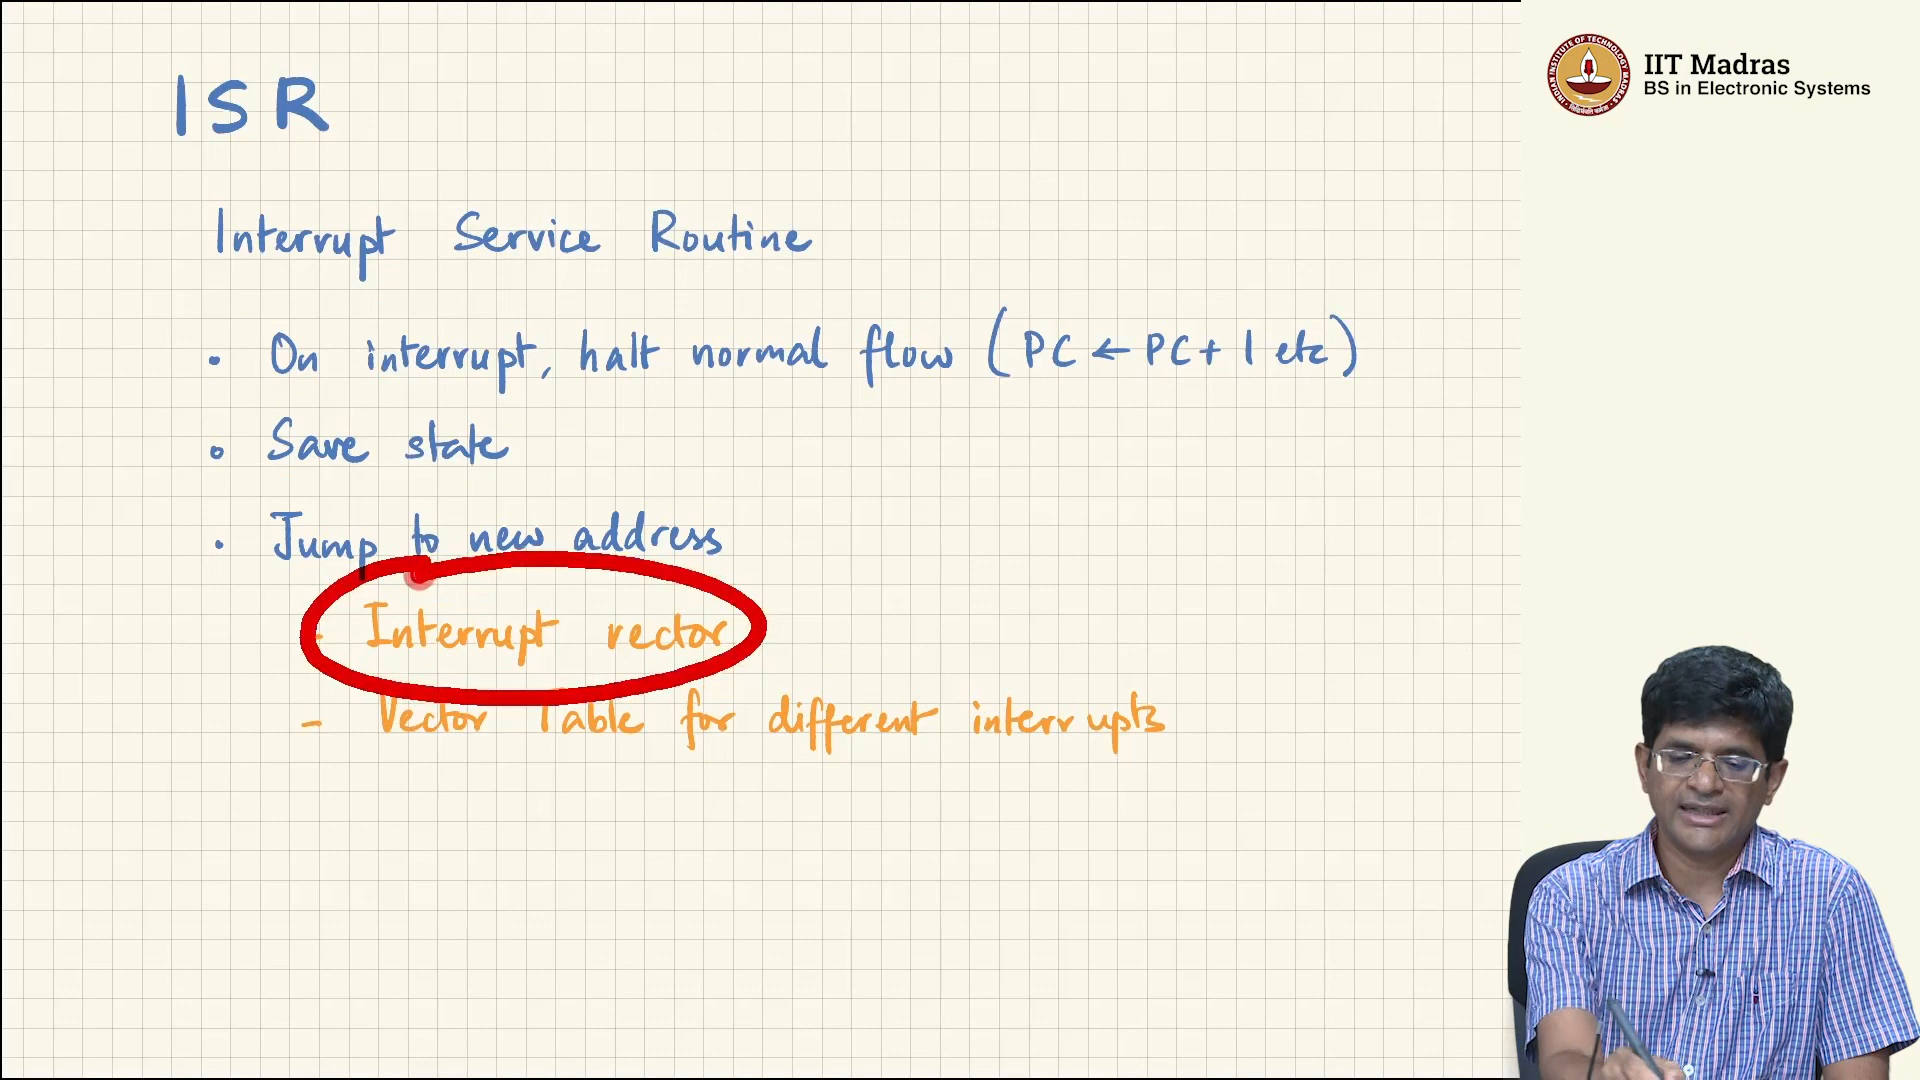 ISR
Interrupt Service Routine
• On interrupt, halt normal flow (PC ← PC + 1 etc)
• Save state
• Jump to new address
- Interrupt vector
- Vector Table for different interrupts
IIT Madras
BS in Electronic Systems